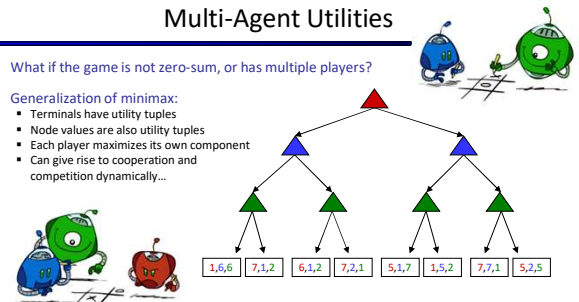 Multi-Agent Utilities
What if the game is not zero-sum, or has multiple players?
Generalization of minimax:
▪ Terminals have utility tuples
▪ Node values are also utility tuples
▪ Each player maximizes its own component
▪ Can give rise to cooperation and
competition dynamically…
1,6,6 7,1,2 6,1,2 7,2,1 5,1,7 1,5,2 7,7,1 5,2,5